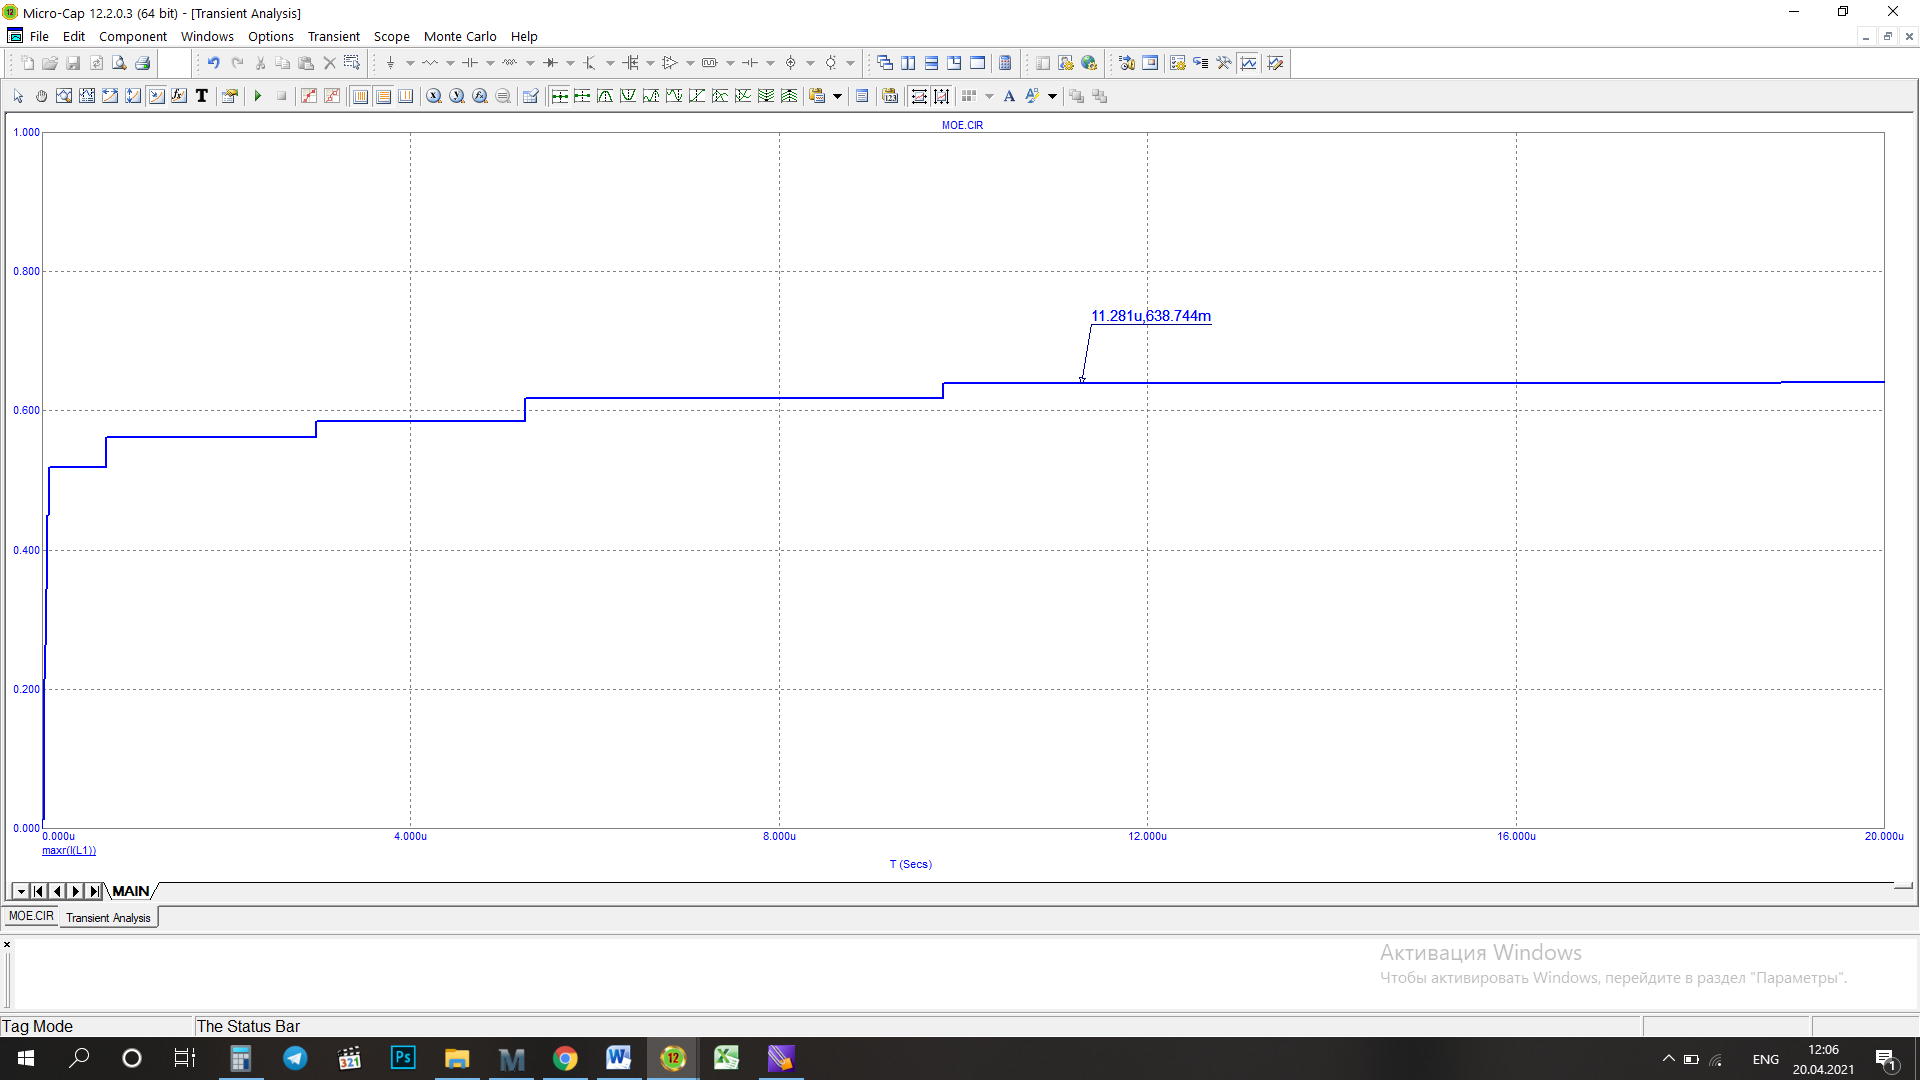 Micro-Cap 12.2.0.3 (64 bit) - [Transient Analysis]
File Edit Component Windows Options Transient Scope Monte Carlo Help
MOE.CIR
1.000
0.800
11.281u,638.744m
0.600
0.400
0.200
0.000
0.000u 4.000u 8.000u 12.000u 16.000u 20.000u
maxr(I(L1))
T (Secs)
MAIN
MOE.CIR Transient Analysis
Активация Windows
Чтобы активировать Windows, перейдите в раздел "Параметры".
Tag Mode The Status Bar
321 Ps 12
ENG
12:06
20.04.2021
1